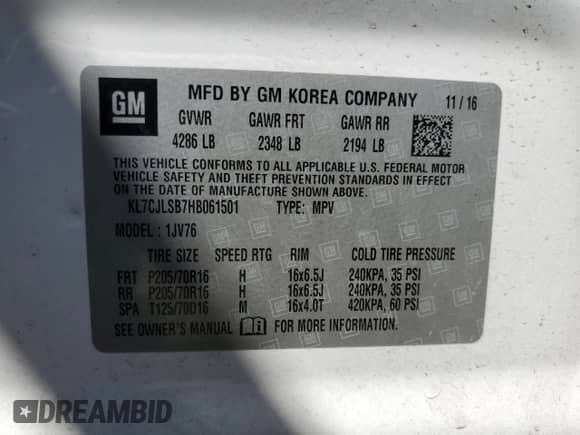 GM
MFD BY GM KOREA COMPANY 11 / 16
GVWR GAWR FRT GAWR RR
4286 LB 2348 LB 2194 LB
THIS VEHICLE CONFORMS TO ALL APPLICABLE U.S. FEDERAL MOTOR
VEHICLE SAFETY AND THEFT PREVENTION STANDARDS IN EFFECT ON
THE DATE OF MANUFACTURE SHOWN ABOVE.
KL7CJLSB7HB061501 TYPE: MPV
MODEL : 1JV76
TIRE SIZE SPEED RTG RIM COLD TIRE PRESSURE
FRT P205/70R16 H 16x6.5J 240KPA, 35 PSI
RR P205/70R16 H 16x6.5J 240KPA, 35 PSI
SPA T125/70D16 M 16x4.0T 420KPA, 60 PSI
SEE OWNER'S MANUAL FOR MORE INFORMATION.
DREAMBID